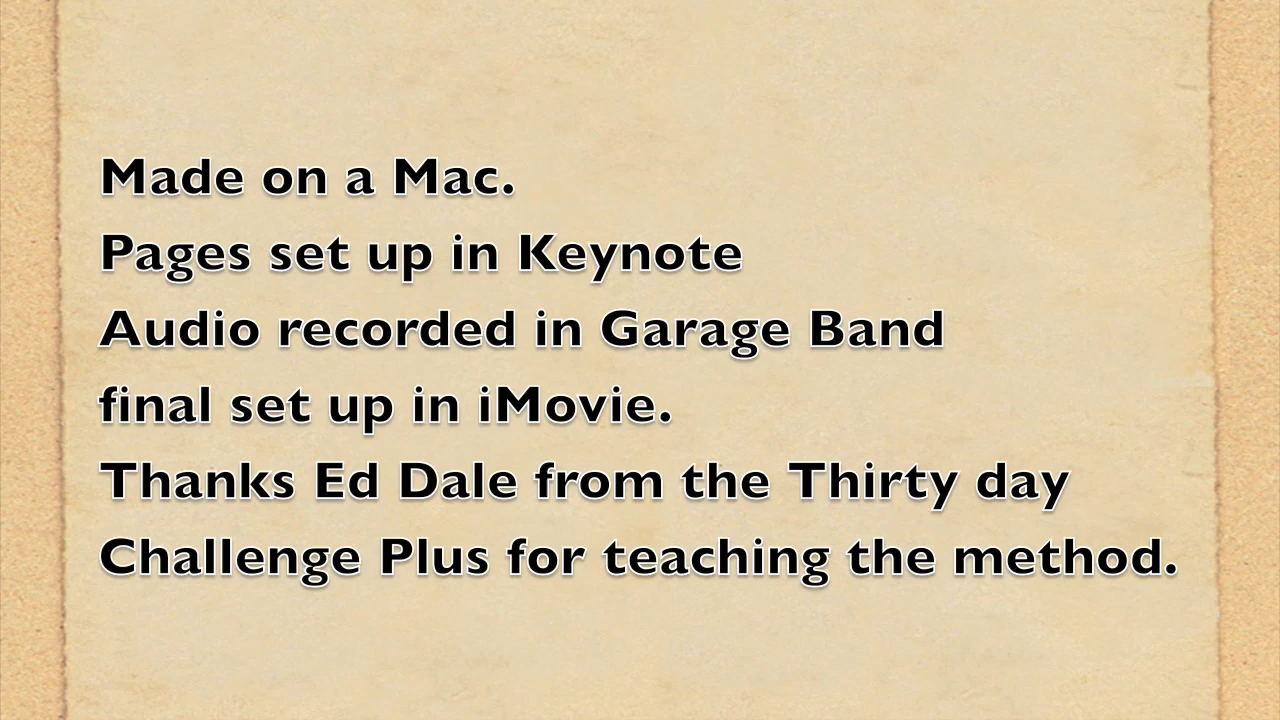 Made on a Mac.
Pages set up in Keynote
Audio recorded in Garage Band
final set up in iMovie.
Thanks Ed Dale from the Thirty day
Challenge Plus for teaching the method.